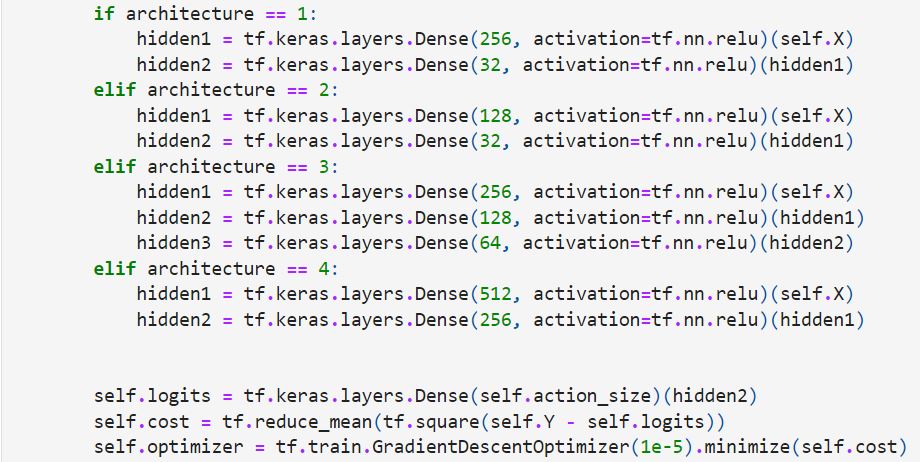 if architecture == 1:
hidden1 = tf.keras.layers.Dense(256, activation=tf.nn.relu)(self.X)
hidden2 = tf.keras.layers.Dense(32, activation=tf.nn.relu)(hidden1)
elif architecture == 2:
hidden1 = tf.keras.layers.Dense(128, activation=tf.nn.relu)(self.X)
hidden2 = tf.keras.layers.Dense(32, activation=tf.nn.relu)(hidden1)
elif architecture == 3:
hidden1 = tf.keras.layers.Dense(256, activation=tf.nn.relu)(self.X)
hidden2 = tf.keras.layers.Dense(128, activation=tf.nn.relu)(hidden1)
hidden3 = tf.keras.layers.Dense(64, activation=tf.nn.relu)(hidden2)
elif architecture == 4:
hidden1 = tf.keras.layers.Dense(512, activation=tf.nn.relu)(self.X)
hidden2 = tf.keras.layers.Dense(256, activation=tf.nn.relu)(hidden1)
self.logits = tf.keras.layers.Dense(self.action_size)(hidden2)
self.cost = tf.reduce_mean(tf.square(self.Y - self.logits))
self.optimizer = tf.train.GradientDescentOptimizer(1e-5).minimize(self.cost)